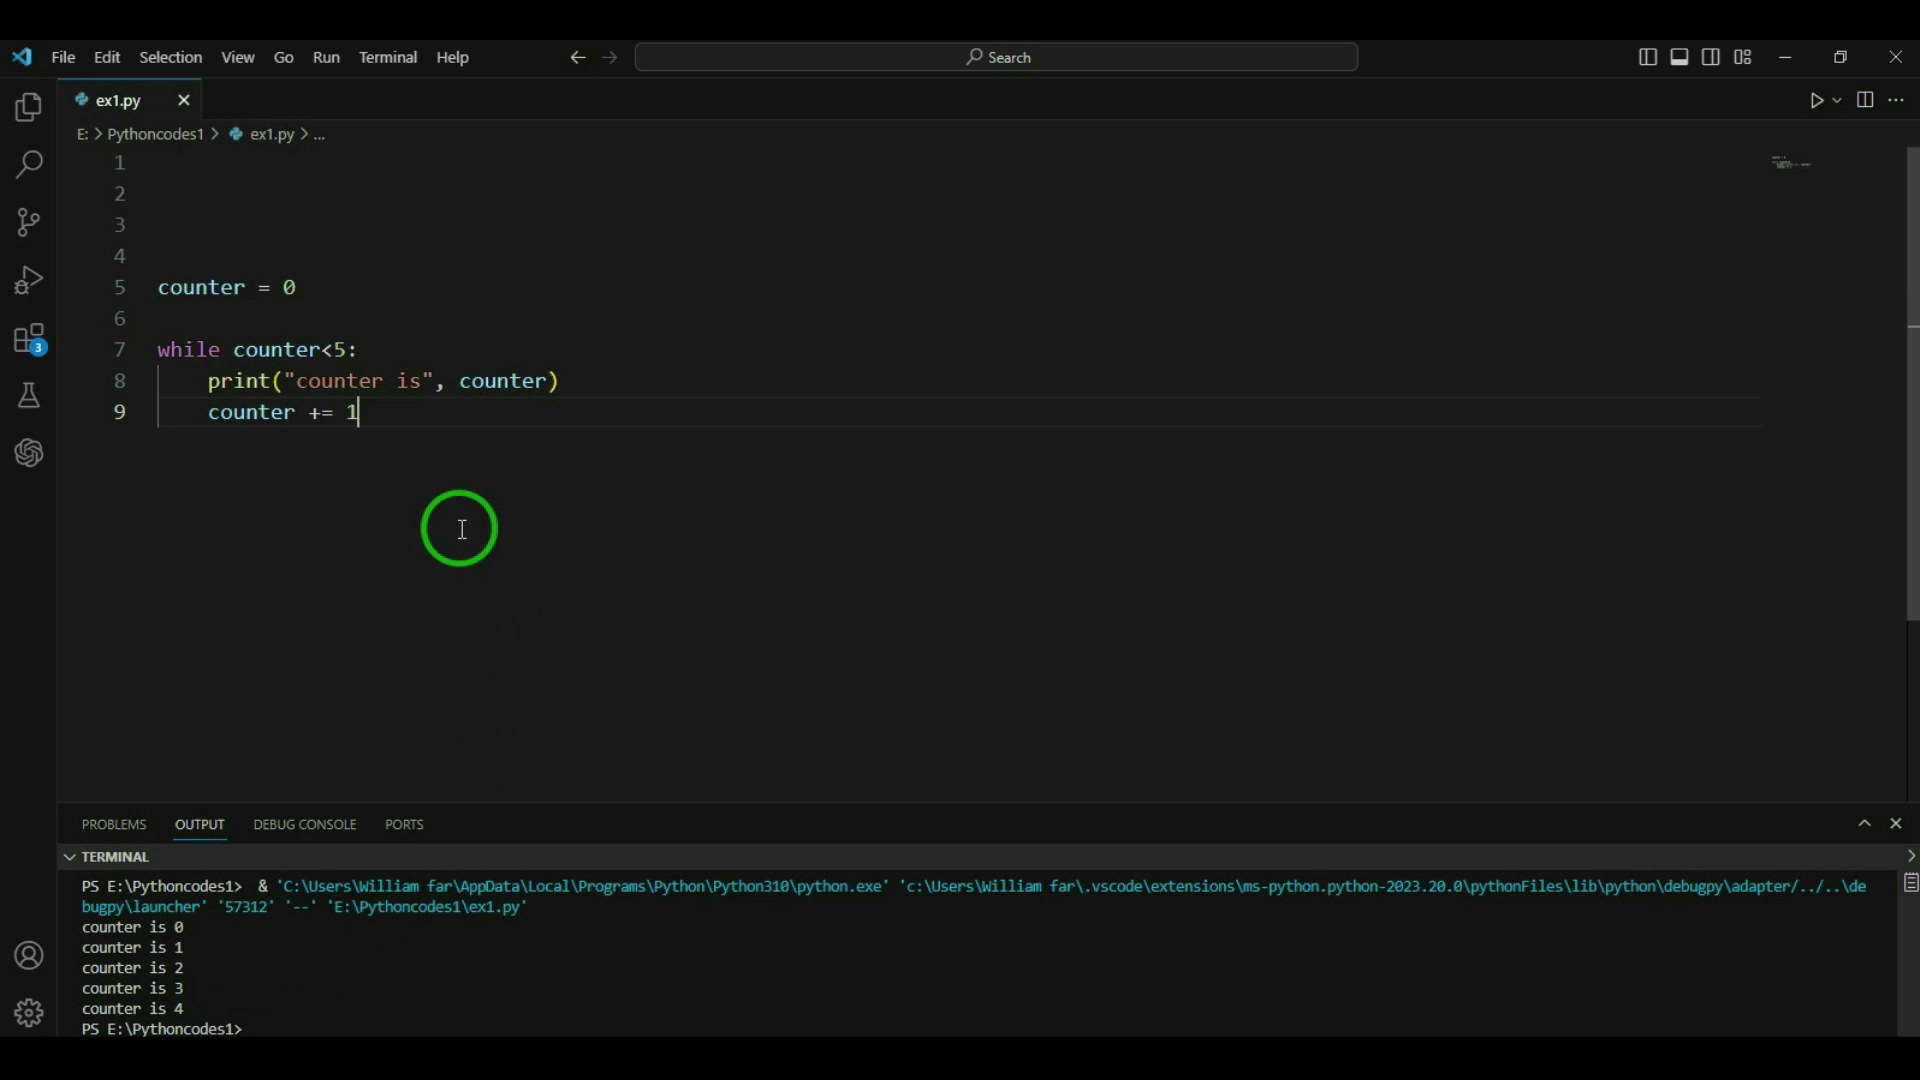 File Edit Selection View Go Run Terminal Help Search
ex1.py
E: > Pythoncodes1 > ex1.py > ...
1
2
3
4
5 counter = 0
6
7 while counter<5:
8 print("counter is", counter)
9 counter += 1
3
PROBLEMS OUTPUT DEBUG CONSOLE PORTS
TERMINAL
PS E:\Pythoncodes1> & 'C:\Users\William far\AppData\Local\Programs\Python\Python310\python.exe' 'c:\Users\William far\.vscode\extensions\ms-python.python-2023.20.0\pythonFiles\lib\python\debugpy\adapter/../..\de
bugpy\launcher' '57312' '--' 'E:\Pythoncodes1\ex1.py'
counter is 0
counter is 1
counter is 2
counter is 3
counter is 4
PS E:\Pythoncodes1>